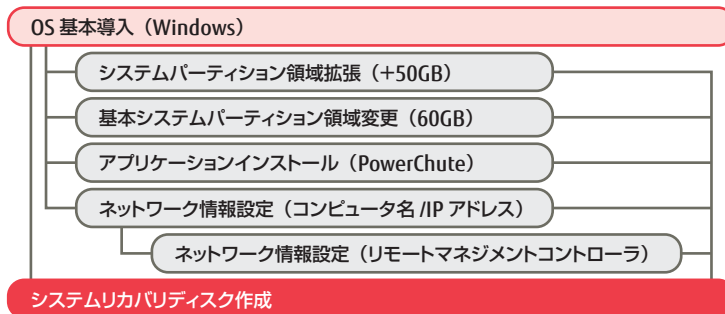 OS 基本導入（Windows）
システムパーティション領域拡張（+50GB）
基本システムパーティション領域変更（60GB）
アプリケーションインストール（PowerChute）
ネットワーク情報設定（コンピュータ名 /IP アドレス）
ネットワーク情報設定（リモートマネジメントコントローラ）
システムリカバリディスク作成